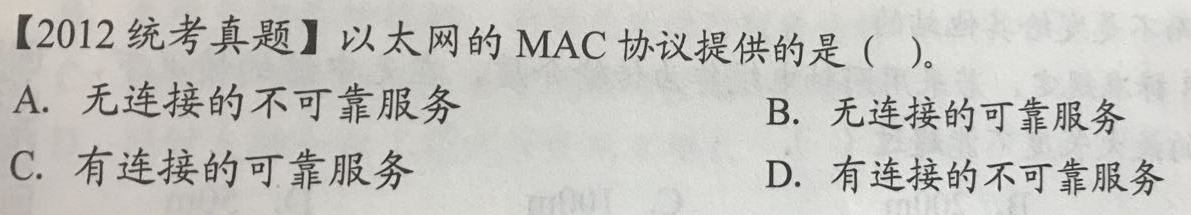 【2012 统考真题】以太网的 MAC 协议提供的是（ ）。
A. 无连接的不可靠服务 B. 无连接的可靠服务
C. 有连接的可靠服务 D. 有连接的不可靠服务